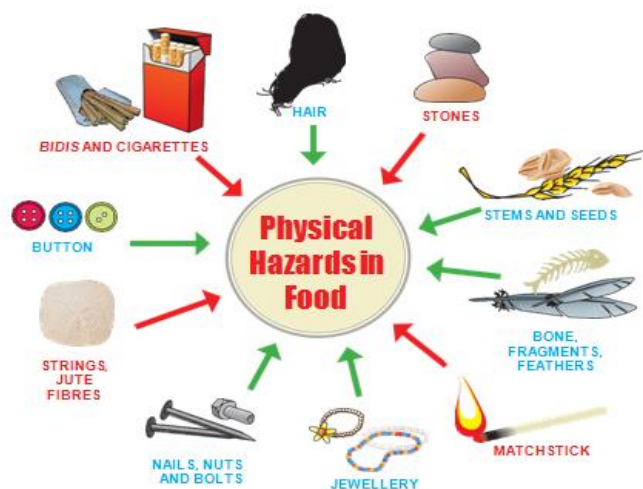 HAIR
STONES
BIDIS AND CIGARETTES
STEMS AND SEEDS
BUTTON
Physical
Hazards in
Food
BONE,
FRAGMENTS,
FEATHERS
STRINGS,
JUTE
FIBRES
MATCHSTICK
NAILS, NUTS
AND BOLTS
JEWELLERY